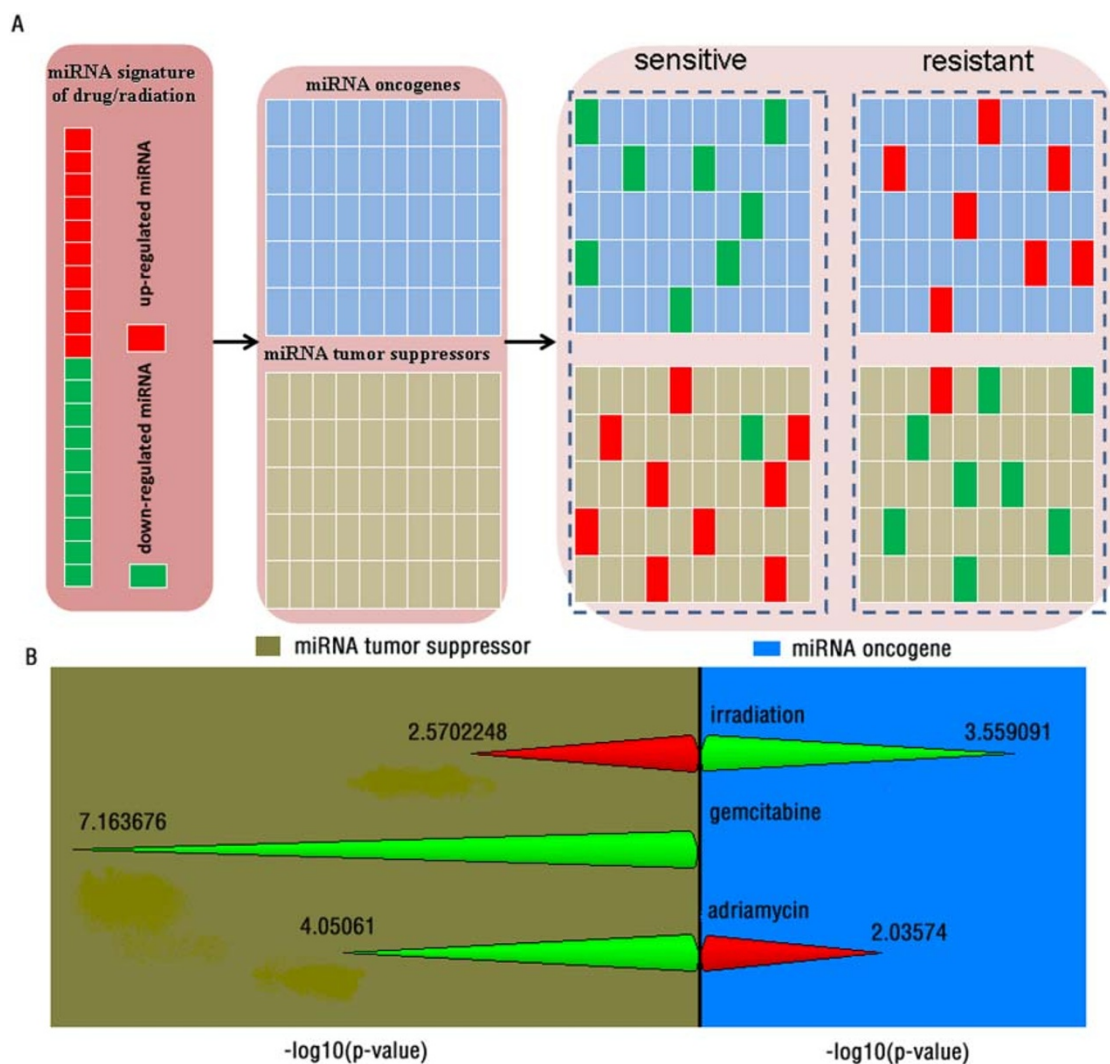 A
miRNA signature
of drug/radiation
up-regulated miRNA
down-regulated miRNA
miRNA oncogenes
miRNA tumor suppressors
sensitive
resistant
miRNA tumor suppressor
miRNA oncogene
B
irradiation
2.5702248
3.559091
gemcitabine
7.163676
adriamycin
4.05061
2.03574
-log10(p-value)
-log10(p-value)